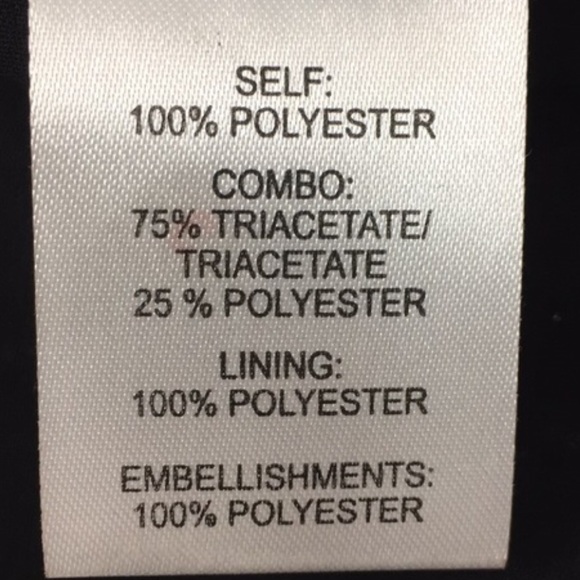 SELF:
100% POLYESTER
COMBO:
75% TRIACETATE/
TRIACETATE
25 % POLYESTER
LINING:
100% POLYESTER
EMBELLISHMENTS:
100% POLYESTER